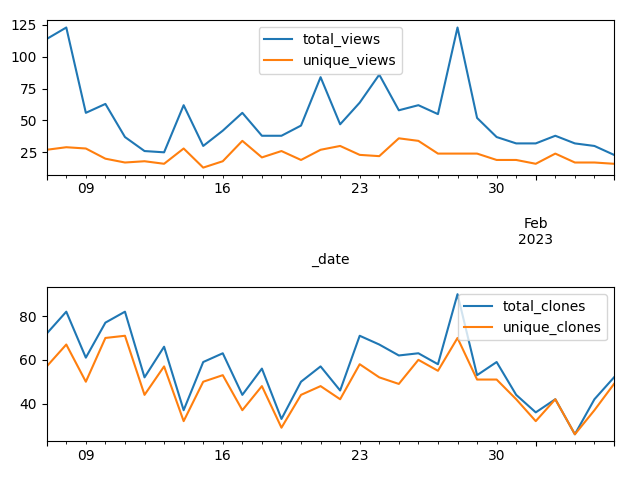 125
100
75
50
25
total_views
unique_views
09 16 23 30
Feb
2023
_date
80
60
40
total_clones
unique_clones
09 16 23 30